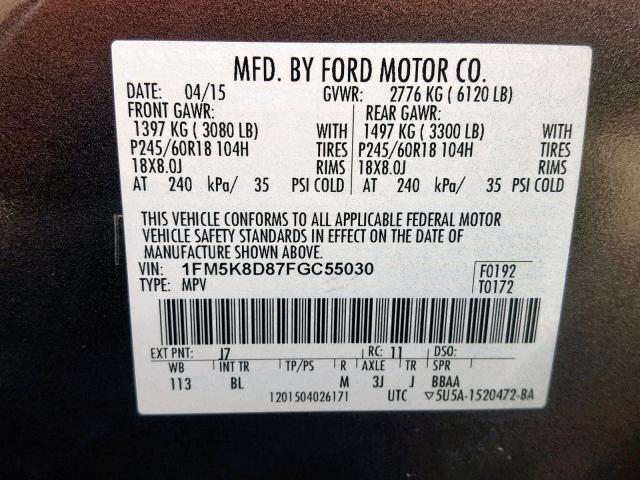 MFD. BY FORD MOTOR CO.
DATE: 04/15 GVWR: 2776 KG ( 6120 LB)
FRONT GAWR: REAR GAWR:
1397 KG ( 3080 LB) WITH 1497 KG ( 3300 LB) WITH
P245/60R18 104H TIRES P245/60R18 104H TIRES
18X8.0J RIMS 18X8.0J RIMS
AT 240 kPa/ 35 PSI COLD AT 240 kPa/ 35 PSI COLD
THIS VEHICLE CONFORMS TO ALL APPLICABLE FEDERAL MOTOR
VEHICLE SAFETY STANDARDS IN EFFECT ON THE DATE OF
MANUFACTURE SHOWN ABOVE.
VIN: 1FM5K8D87FGC55030 F0192
TYPE: MPV T0172
EXT PNT: J7 RC: 11 DSO:
WB INT TR TP/PS R AXLE TR SPR
113 BL M 3J J BBAA
1201504026171 UTC ▽5U5A-1520472-BA